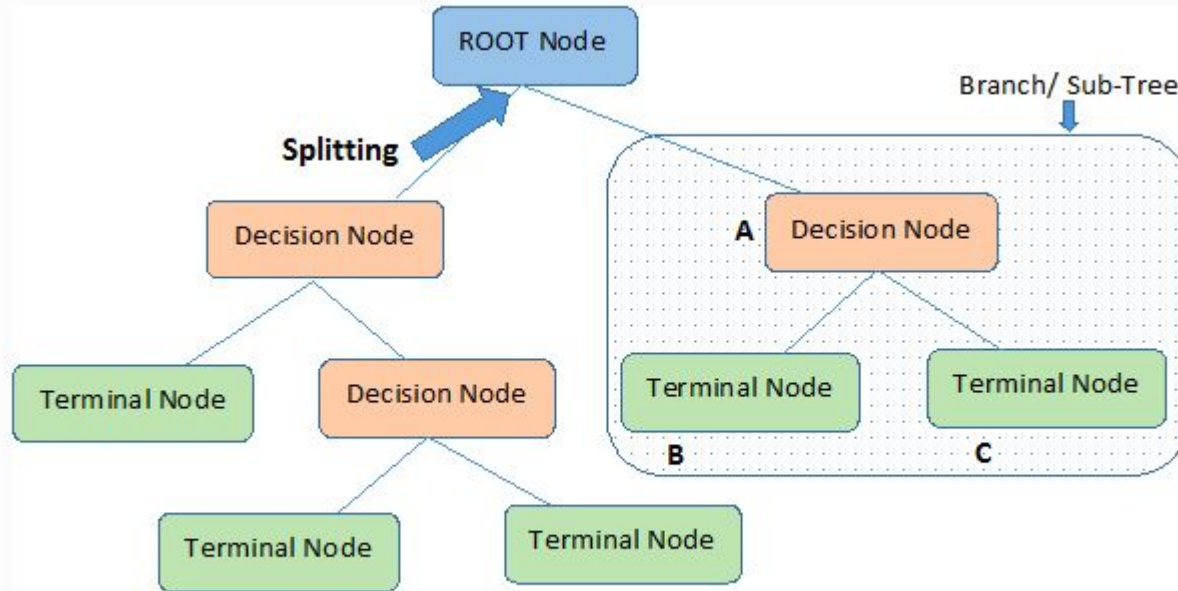 ROOT Node
Branch/ Sub-Tree
Splitting
Decision Node
A
Decision Node
Terminal Node
Decision Node
Terminal Node
Terminal Node
B
C
Terminal Node
Terminal Node